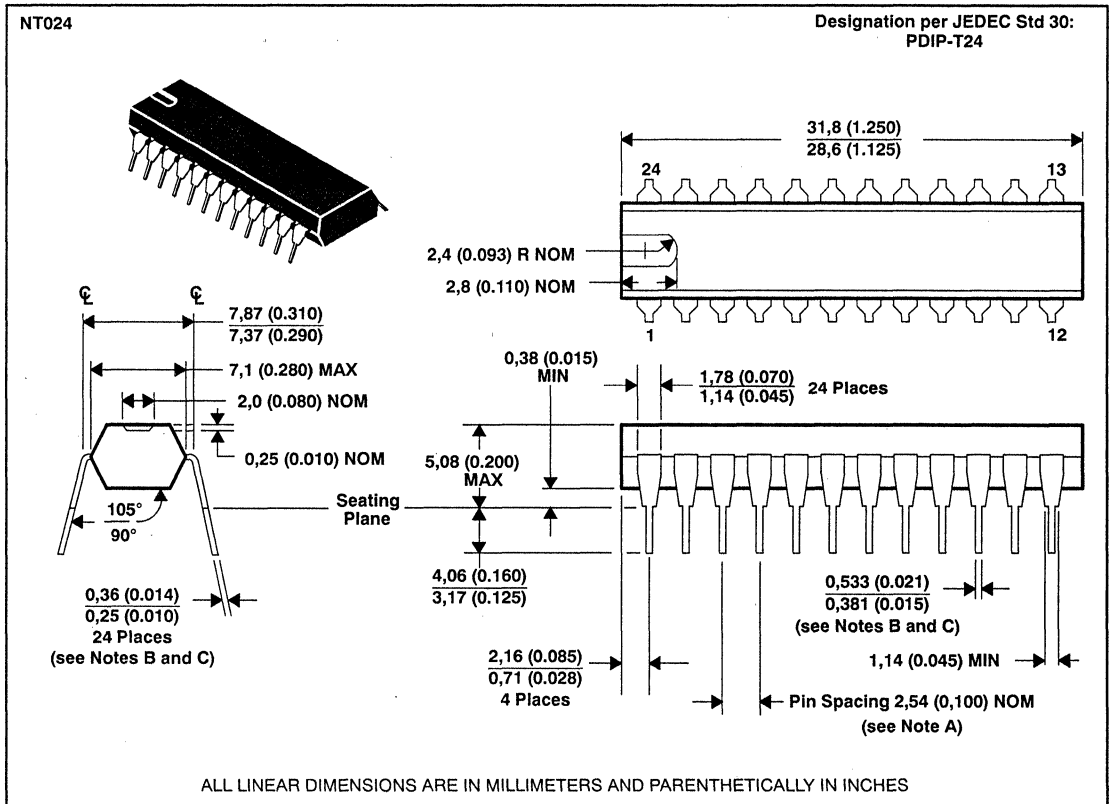 NT024
Designation per JEDEC Std 30:
PDIP-T24
31,8 (1.250)
28,6 (1.125)
24
13
2,4 (0.093) R NOM
2,8 (0.110) NOM
1
12
℄
℄
7,87 (0.310)
7,37 (0.290)
7,1 (0.280) MAX
2,0 (0.080) NOM
0,25 (0.010) NOM
105°
90°
0,36 (0.014)
0,25 (0.010)
24 Places
(see Notes B and C)
Seating
Plane
0,38 (0.015)
MIN
1,78 (0.070)
1,14 (0.045)
24 Places
5,08 (0.200)
MAX
4,06 (0.160)
3,17 (0.125)
0,533 (0.021)
0,381 (0.015)
(see Notes B and C)
2,16 (0.085)
0,71 (0.028)
4 Places
1,14 (0.045) MIN
Pin Spacing 2,54 (0,100) NOM
(see Note A)
ALL LINEAR DIMENSIONS ARE IN MILLIMETERS AND PARENTHETICALLY IN INCHES